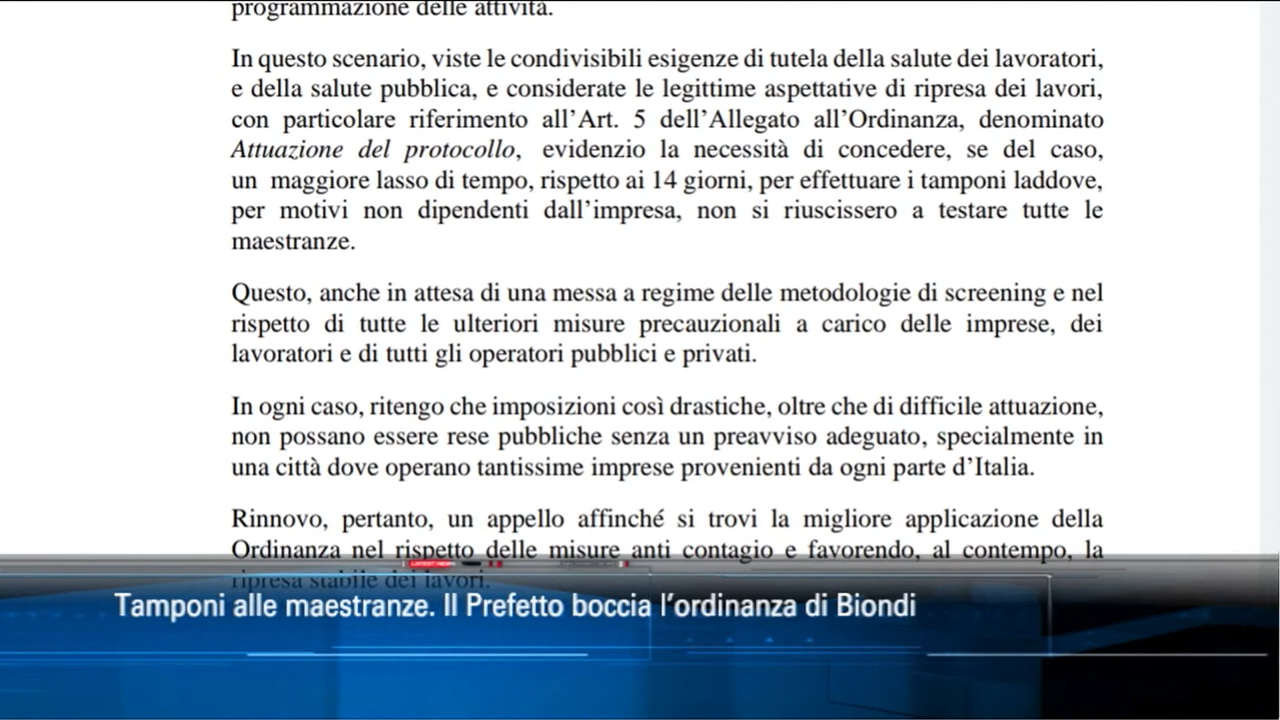 programmazione delle attività.
In questo scenario, viste le condivisibili esigenze di tutela della salute dei lavoratori,
e della salute pubblica, e considerate le legittime aspettative di ripresa dei lavori,
con particolare riferimento all’Art. 5 dell’Allegato all’Ordinanza, denominato
Attuazione del protocollo, evidenzio la necessità di concedere, se del caso,
un maggiore lasso di tempo, rispetto ai 14 giorni, per effettuare i tamponi laddove,
per motivi non dipendenti dall’impresa, non si riuscissero a testare tutte le
maestranze.
Questo, anche in attesa di una messa a regime delle metodologie di screening e nel
rispetto di tutte le ulteriori misure precauzionali a carico delle imprese, dei
lavoratori e di tutti gli operatori pubblici e privati.
In ogni caso, ritengo che imposizioni così drastiche, oltre che di difficile attuazione,
non possano essere rese pubbliche senza un preavviso adeguato, specialmente in
una città dove operano tantissime imprese provenienti da ogni parte d’Italia.
Rinnovo, pertanto, un appello affinché si trovi la migliore applicazione della
Ordinanza nel rispetto delle misure anti contagio e favorendo, al contempo, la
ripresa stabile dei lavori.
LATEST NEWS
Tamponi alle maestranze. Il Prefetto boccia l’ordinanza di Biondi